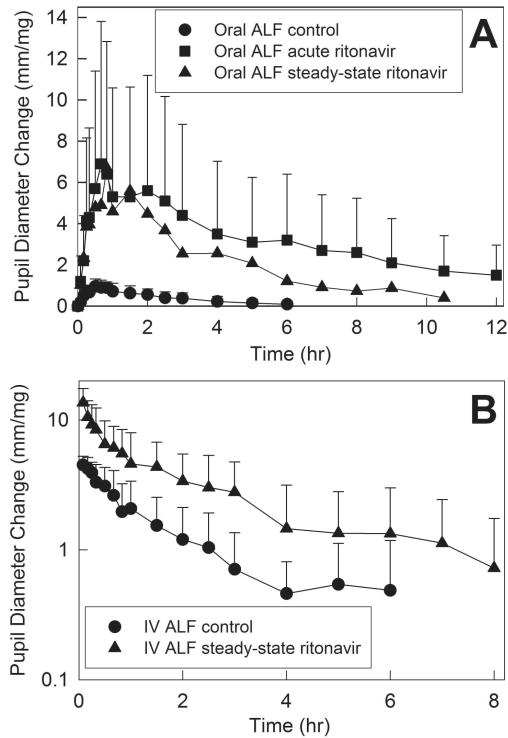 A
Oral ALF control
Oral ALF acute ritonavir
Oral ALF steady-state ritonavir
Pupil Diameter Change (mm/mg)
14
12
10
8
6
4
2
0
0 2 4 6 8 10 12
Time (hr)
B
Pupil Diameter Change (mm/mg)
10
1
0.1
IV ALF control
IV ALF steady-state ritonavir
0 2 4 6 8
Time (hr)